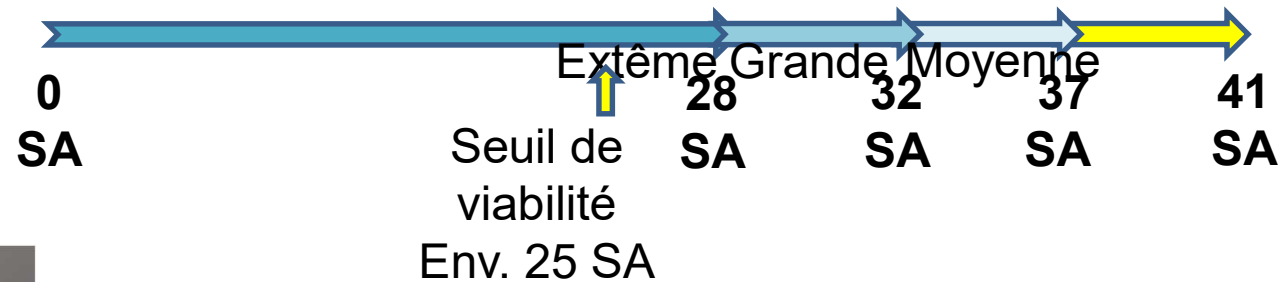 Extême Grande Moyenne
0 SA
28 SA
32 SA
37 SA
41 SA
Seuil de
viabilité
Env. 25 SA